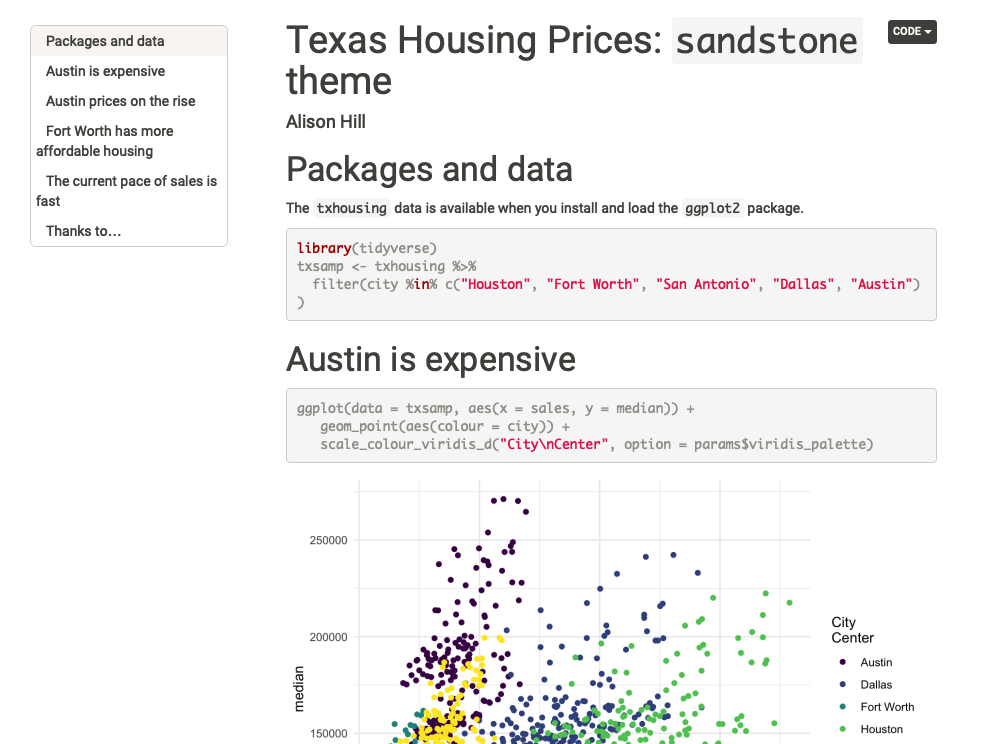 Packages and data
Austin is expensive
Austin prices on the rise
Fort Worth has more
affordable housing
The current pace of sales is
fast
Thanks to…
Texas Housing Prices: sandstone
theme
CODE
Alison Hill
Packages and data
The txhousing data is available when you install and load the ggplot2 package.
library(tidyverse)
txsamp <- txhousing %>%
  filter(city %in% c("Houston", "Fort Worth", "San Antonio", "Dallas", "Austin")
)
Austin is expensive
ggplot(data = txsamp, aes(x = sales, y = median)) +
   geom_point(aes(colour = city)) +
   scale_colour_viridis_d("City\nCenter", option = params$viridis_palette)
250000
200000
150000
median
City
Center
Austin
Dallas
Fort Worth
Houston